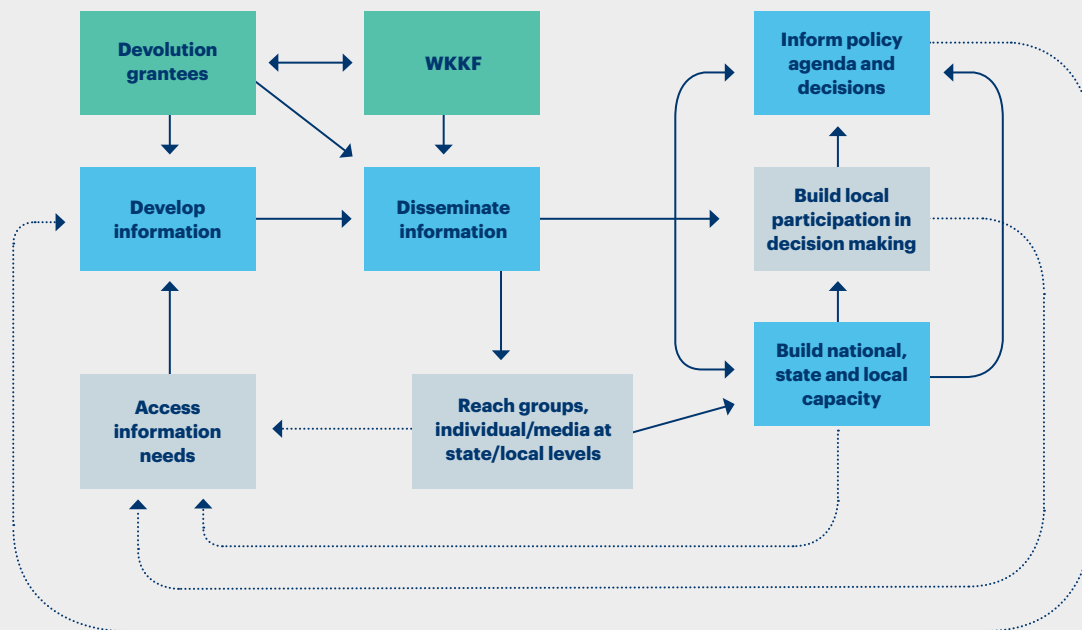 Devolution
grantees
WKKF
Inform policy
agenda and
decisions
Develop
information
Disseminate
information
Build local
participation in
decision making
Build national,
state and local
capacity
Access
information
needs
Reach groups,
individual/media at
state/local levels